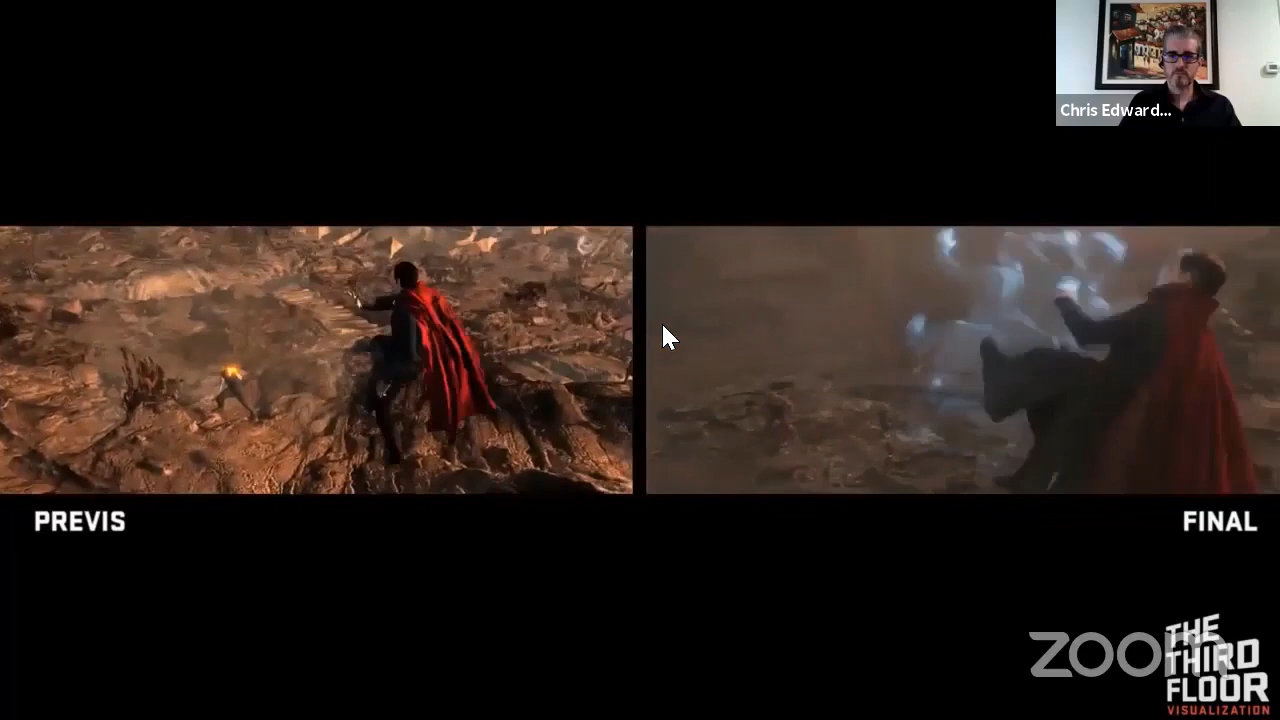 Chris Edward...
PREVIS
FINAL
zoom
THE
THIRD
FLOOR
VISUALIZATION